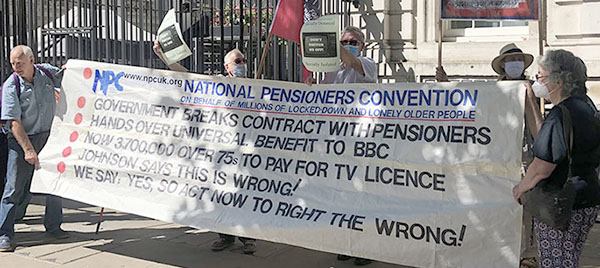 NPC www.npcuk.org NATIONAL PENSIONERS CONVENTION
ON BEHALF OF MILLIONS OF LOCKED DOWN AND LONELY OLDER PEOPLE
GOVERNMENT BREAKS CONTRACT WITH PENSIONERS
HANDS OVER UNIVERSAL BENEFIT TO BBC
NOW 3,700,000 OVER 75s TO PAY FOR TV LICENCE
JOHNSON SAYS THIS IS WRONG!
WE SAY: YES, SO ACT NOW TO RIGHT THE WRONG!